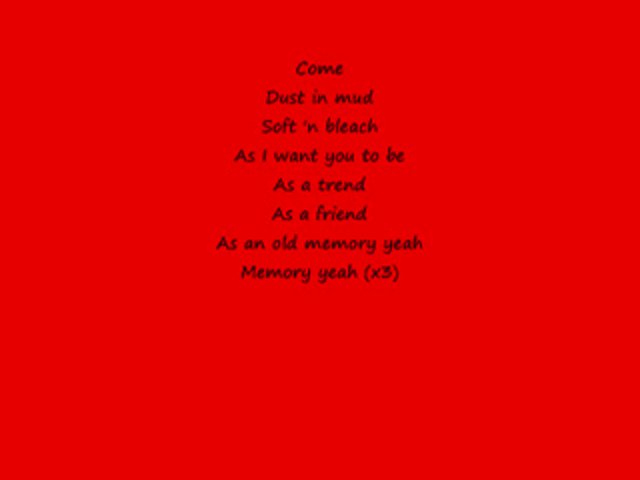 Come
Dust in mud
Soft 'n bleach
As I want you to be
As a trend
As a friend
As an old memory yeah
Memory yeah (x3)